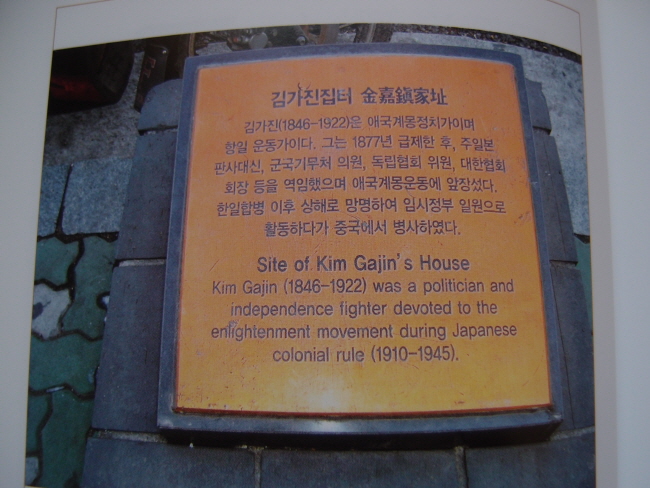 김가진집터 金嘉鎭家址
김가진(1846-1922)은 애국계몽정치가이며
항일 운동가이다. 그는 1877년 급제한 후, 주일본
판사대신, 군국기무처 의원, 독립협회 위원, 대한협회
회장 등을 역임했으며 애국계몽운동에 앞장섰다.
한일합병 이후 상해로 망명하여 임시정부 일원으로
활동하다가 중국에서 병사하였다.
Site of Kim Gajin's House
Kim Gajin (1846-1922) was a politician and
independence fighter devoted to the
enlightenment movement during Japanese
colonial rule (1910-1945).